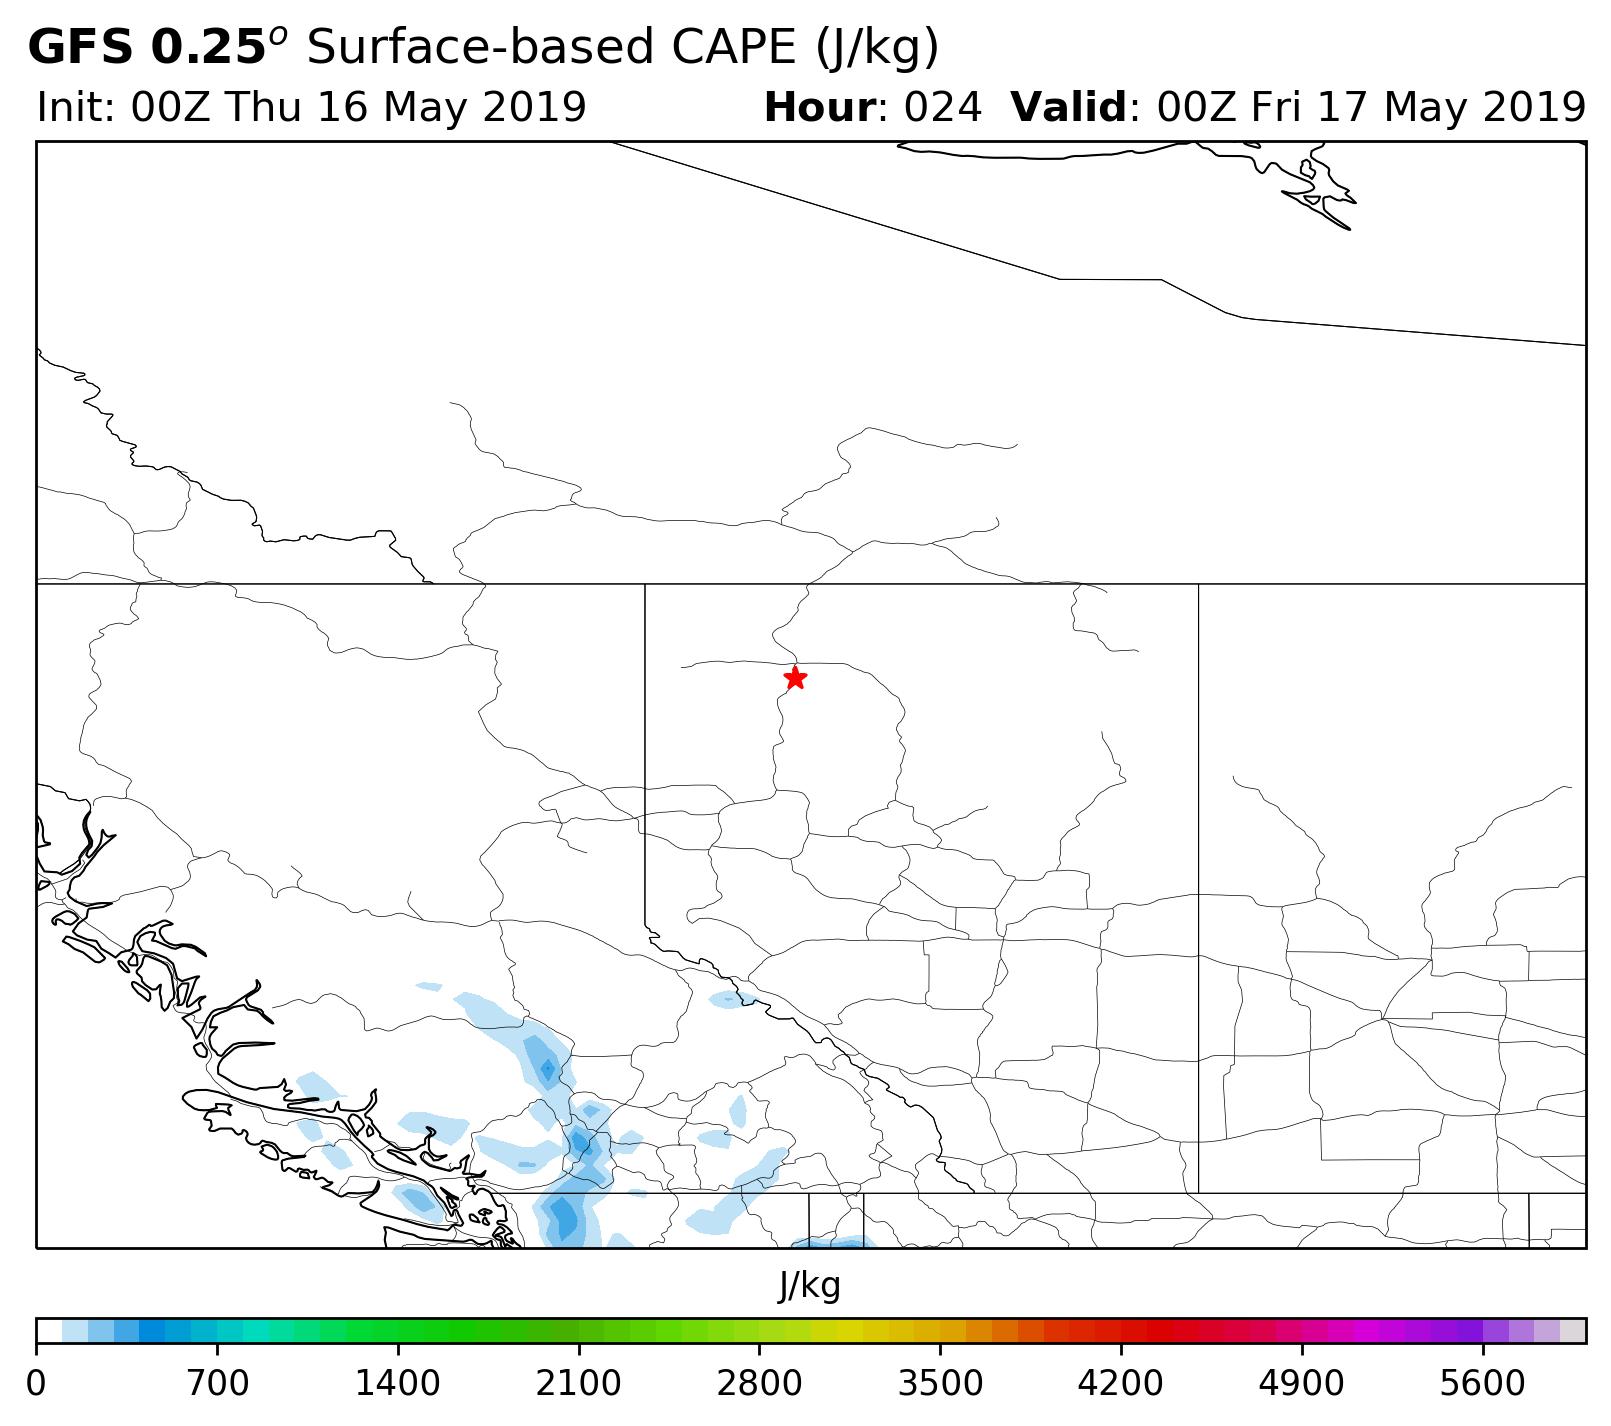 GFS 0.25° Surface-based CAPE (J/kg)
Init: 00Z Thu 16 May 2019 Hour: 024 Valid: 00Z Fri 17 May 2019
J/kg
0 700 1400 2100 2800 3500 4200 4900 5600